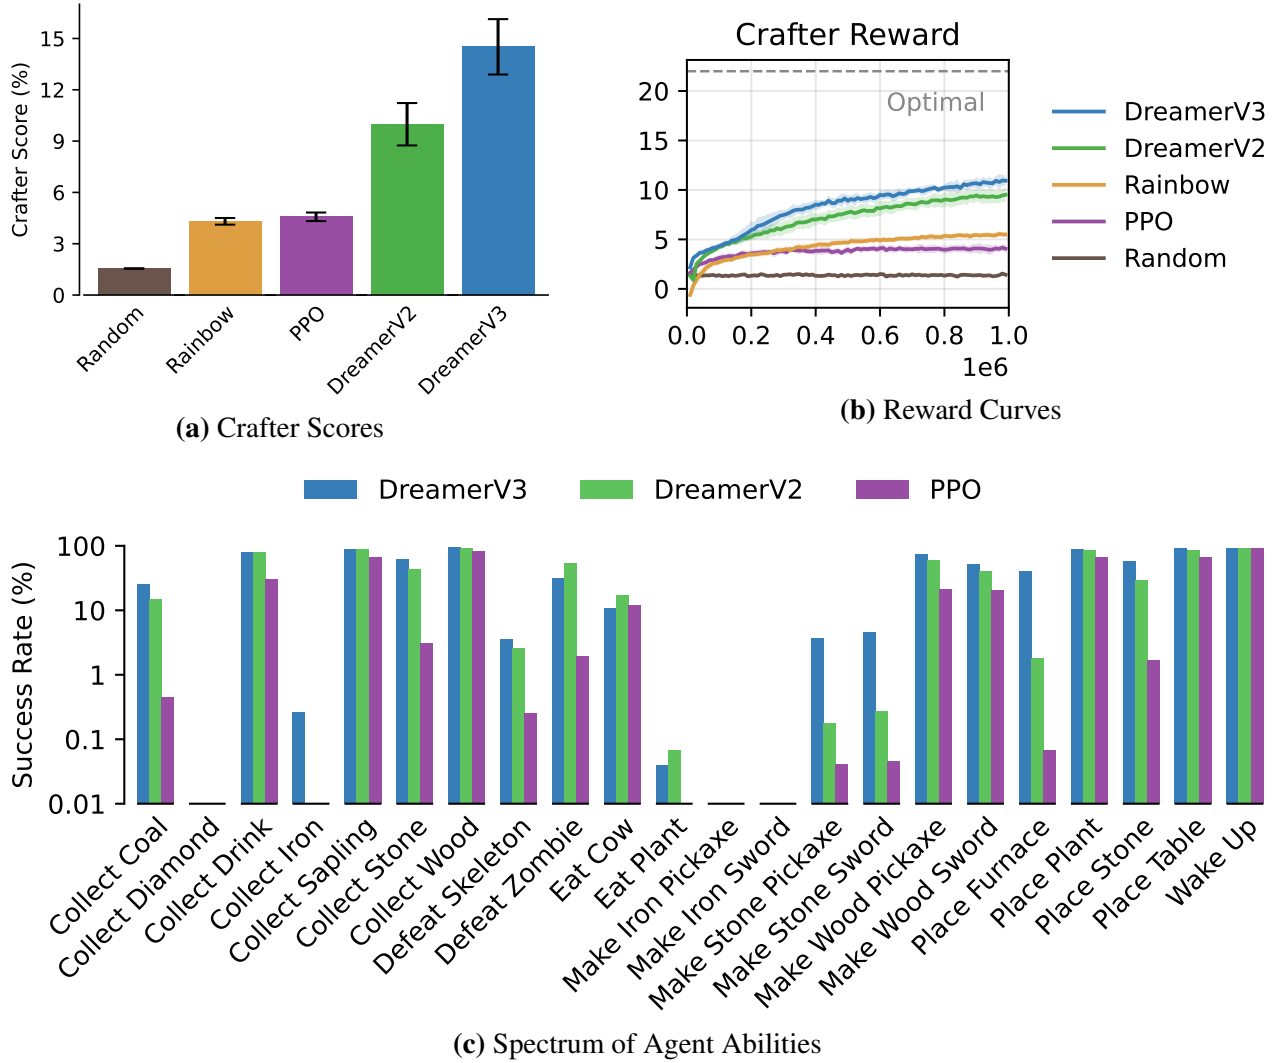 Crafter Score (%)
15
12
9
6
3
0
Random
Rainbow
PPO
DreamerV2
DreamerV3
(a) Crafter Scores
Crafter Reward
20
15
10
5
0
Optimal
0.0 0.2 0.4 0.6 0.8 1.0
1e6
DreamerV3
DreamerV2
Rainbow
PPO
Random
(b) Reward Curves
DreamerV3 DreamerV2 PPO
Success Rate (%)
100
10
1
0.1
0.01
Collect Coal
Collect Diamond
Collect Drink
Collect Iron
Collect Sapling
Collect Stone
Collect Wood
Defeat Skeleton
Defeat Zombie
Eat Cow
Eat Plant
Make Iron Pickaxe
Make Iron Sword
Make Stone Pickaxe
Make Stone Sword
Make Wood Pickaxe
Make Wood Sword
Place Furnace
Place Plant
Place Stone
Place Table
Wake Up
(c) Spectrum of Agent Abilities